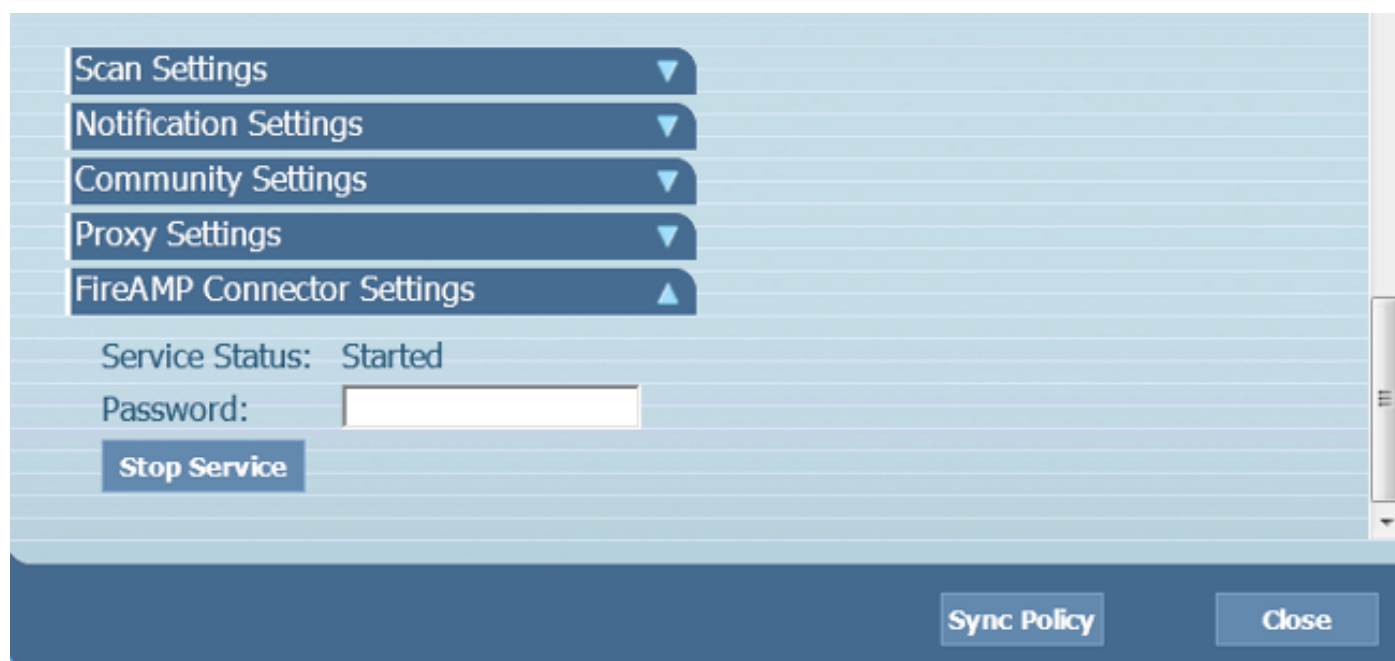 Scan Settings
Notification Settings
Community Settings
Proxy Settings
FireAMP Connector Settings
Service Status: Started
Password:
Stop Service
Sync Policy Close